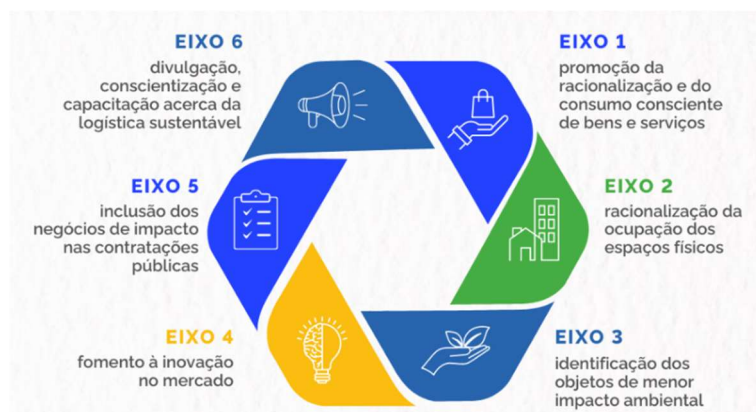 EIXO 1
promoção da
racionalização e do
consumo consciente
de bens e serviços
EIXO 2
racionalização da
ocupação dos
espaços físicos
EIXO 3
identificação dos
objetos de menor
impacto ambiental
EIXO 4
fomento à inovação
no mercado
EIXO 5
inclusão dos
negócios de impacto
nas contratações
públicas
EIXO 6
divulgação,
conscientização e
capacitação acerca da
logística sustentável